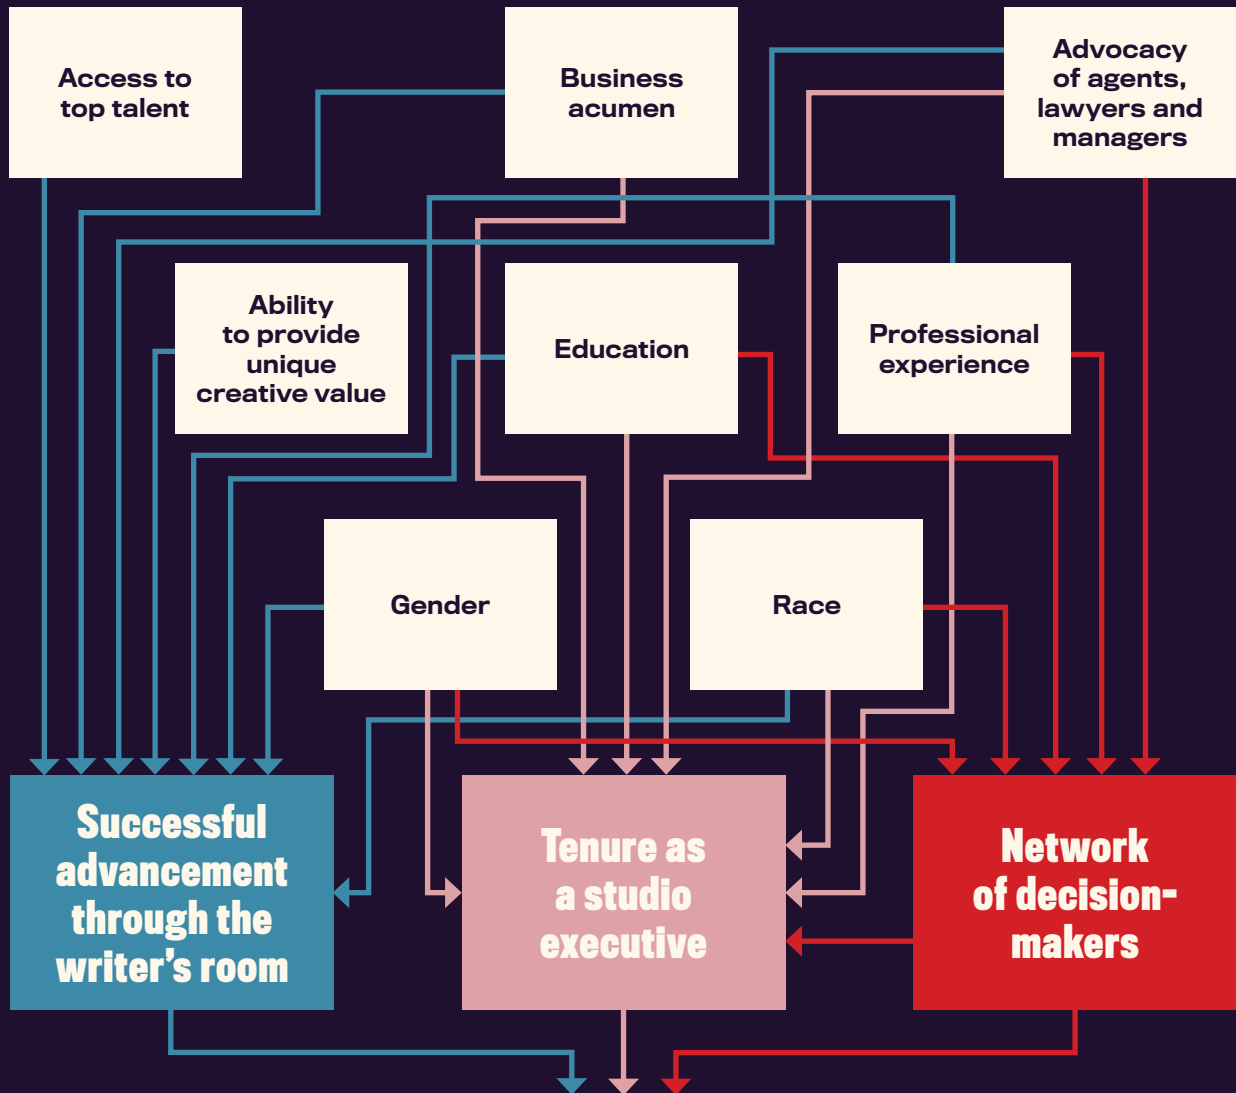 Access to
top talent
Business
acumen
Advocacy
of agents,
lawyers and
managers
Ability
to provide
unique
creative value
Education
Professional
experience
Gender
Race
Successful
advancement
through the
writer's room
Tenure as
a studio
executive
Network
of decision-
makers